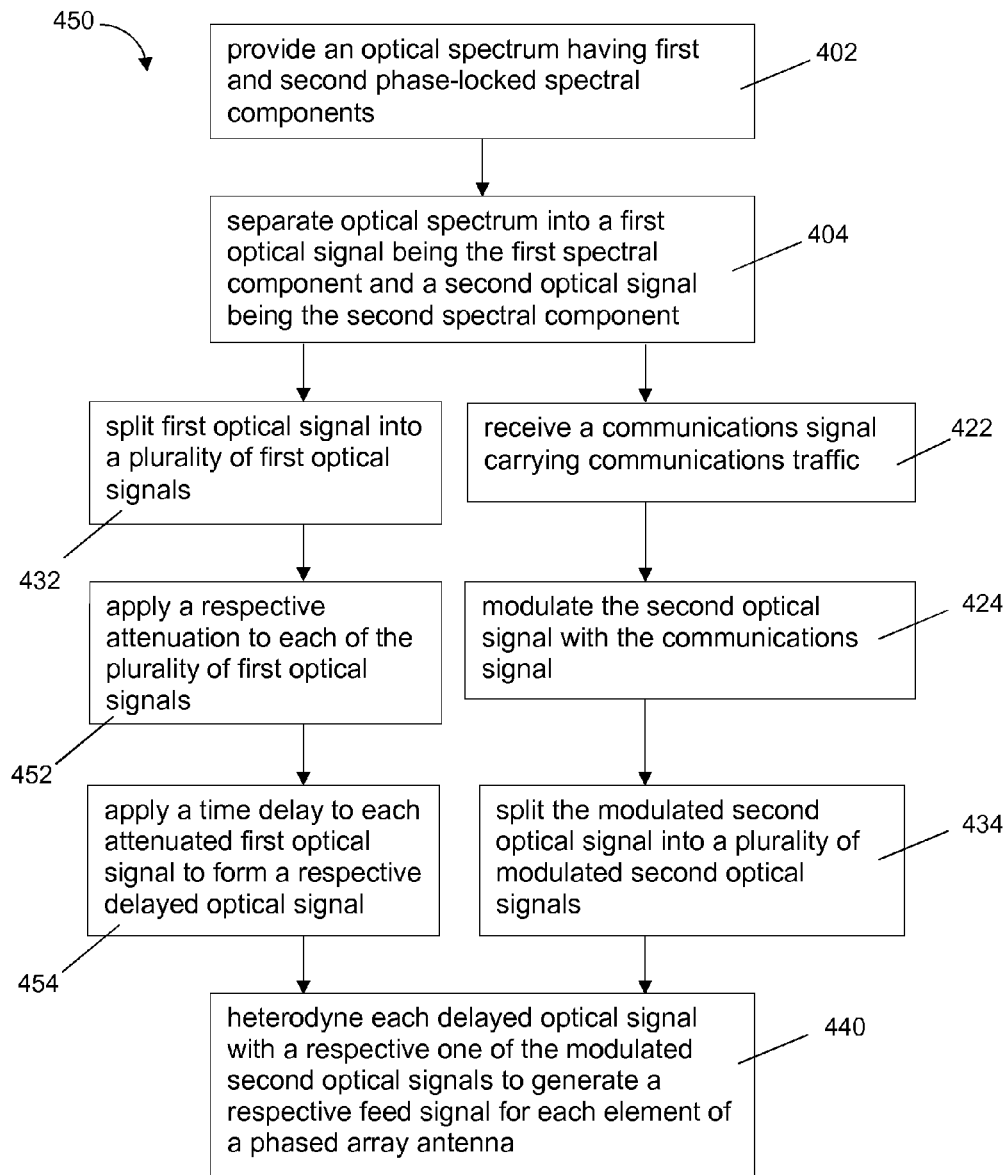 450
provide an optical spectrum having first
and second phase-locked spectral
components
402
separate optical spectrum into a first
optical signal being the first spectral
component and a second optical signal
being the second spectral component
404
split first optical signal into
a plurality of first optical
signals
432
receive a communications signal
carrying communications traffic
422
apply a respective
attenuation to each of the
plurality of first optical
signals
452
modulate the second optical
signal with the communications
signal
424
apply a time delay to each
attenuated first optical
signal to form a respective
delayed optical signal
454
split the modulated second
optical signal into a plurality of
modulated second optical
signals
434
heterodyne each delayed optical signal
with a respective one of the modulated
second optical signals to generate a
respective feed signal for each element of
a phased array antenna
440